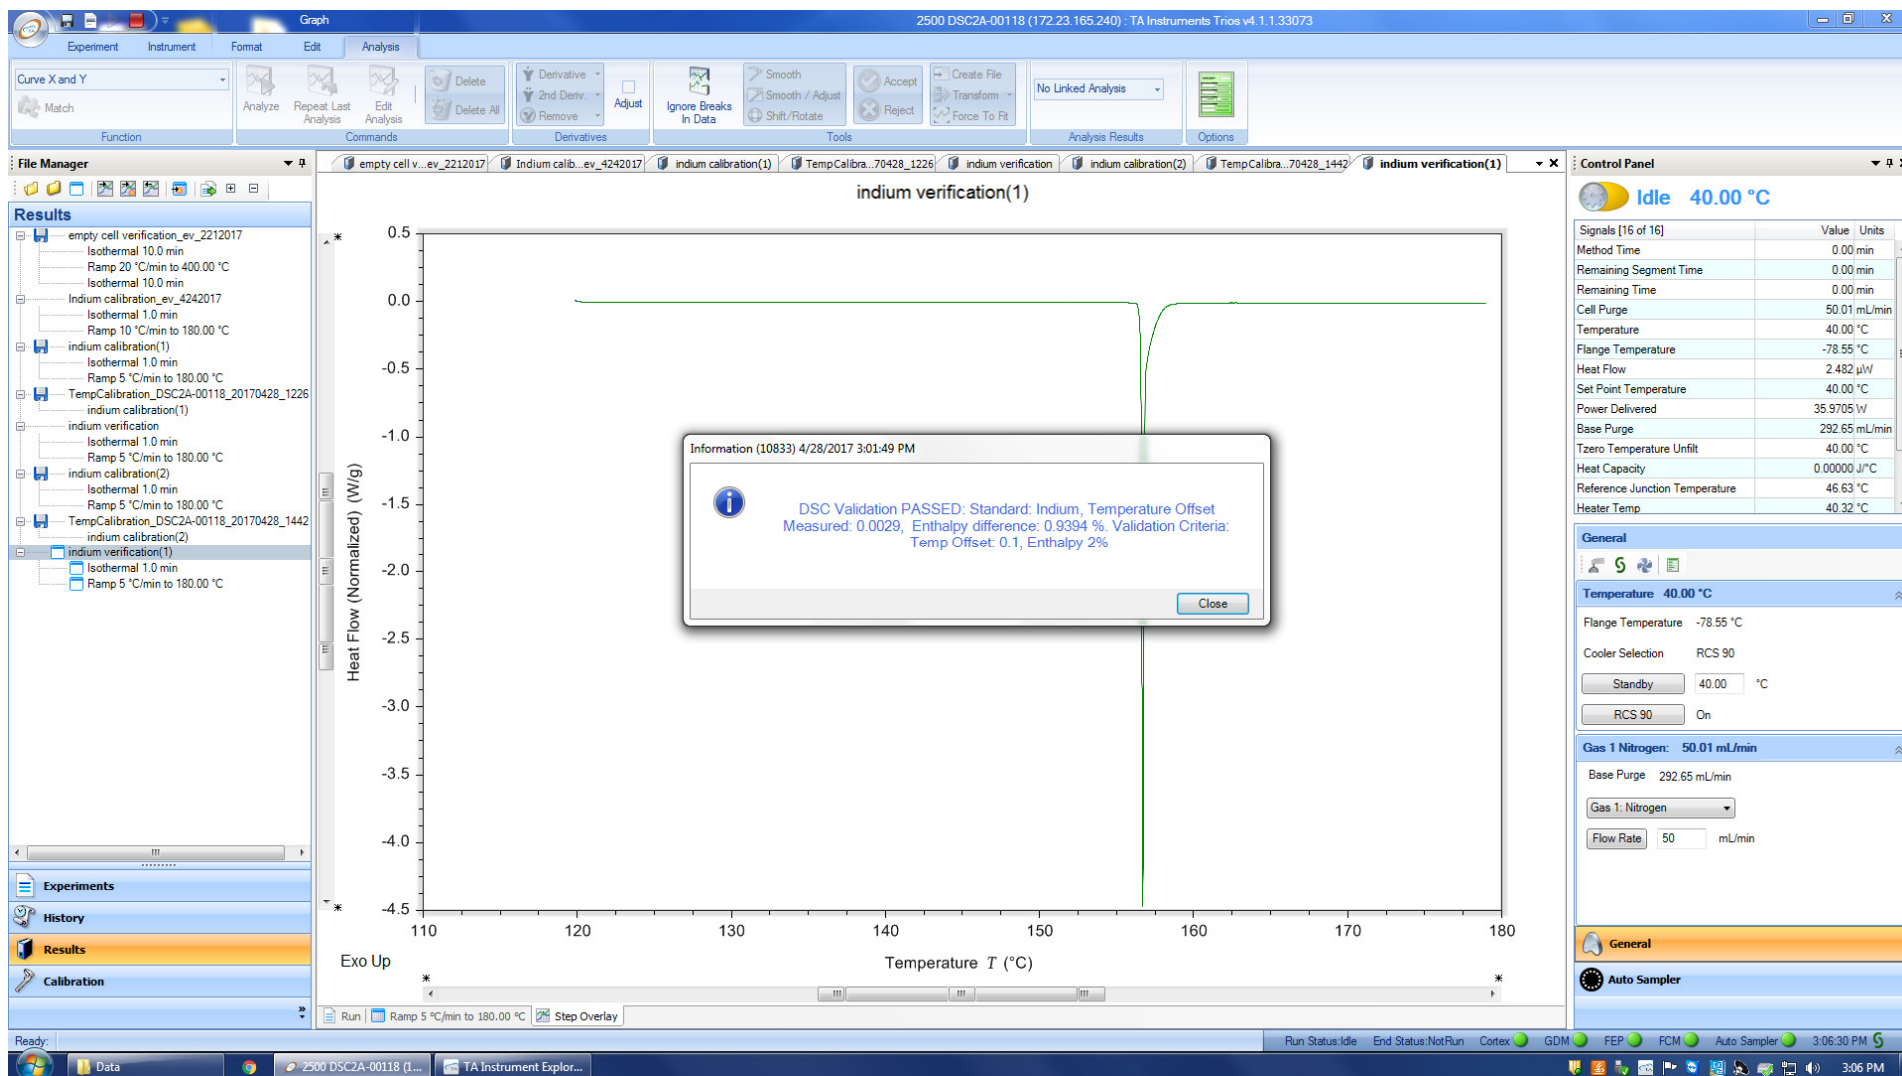 Graph
2500 DSC2A-00118 (172.23.165.240) : TA Instruments Trios v4.1.1.33073
Experiment Instrument Format Edit Analysis
Curve X and Y
Match
Function
Analyze
Repeat Last Analysis
Edit Analysis
Delete
Delete All
Commands
Derivative
2nd Deriv.
Remove
Adjust
Derivatives
Ignore Breaks In Data
Smooth
Smooth / Adjust
Shift/Rotate
Accept
Reject
Create File
Transform
Force To Fit
Tools
No Linked Analysis
Analysis Results
Options
File Manager
Results
empty cell verification_ev_2212017
Isothermal 10.0 min
Ramp 20 °C/min to 400.00 °C
Isothermal 10.0 min
Indium calibration_ev_4242017
Isothermal 1.0 min
Ramp 10 °C/min to 180.00 °C
indium calibration(1)
Isothermal 1.0 min
Ramp 5 °C/min to 180.00 °C
TempCalibration_DSC2A-00118_20170428_1226
indium calibration(1)
indium verification
Isothermal 1.0 min
Ramp 5 °C/min to 180.00 °C
indium calibration(2)
Isothermal 1.0 min
Ramp 5 °C/min to 180.00 °C
TempCalibration_DSC2A-00118_20170428_1442
indium calibration(2)
indium verification(1)
Isothermal 1.0 min
Ramp 5 °C/min to 180.00 °C
Experiments
History
Results
Calibration
empty cell v...ev_2212017 Indium calib...ev_4242017 indium calibration(1) TempCalibra...70428_1226 indium verification indium calibration(2) TempCalibra...70428_1442 indium verification(1)
indium verification(1)
0.5
0.0
-0.5
-1.0
-1.5
-2.0
-2.5
-3.0
-3.5
-4.0
-4.5
Heat Flow (Normalized) (W/g)
110 120 130 140 150 160 170 180
Exo Up
Temperature T (°C)
Information (10833) 4/28/2017 3:01:49 PM
DSC Validation PASSED: Standard: Indium, Temperature Offset
Measured: 0.0029, Enthalpy difference: 0.9394 %. Validation Criteria:
Temp Offset: 0.1, Enthalpy 2%
Close
Run Ramp 5 °C/min to 180.00 °C Step Overlay
Control Panel
Idle 40.00 °C
Signals [16 of 16] Value Units
Method Time 0.00 min
Remaining Segment Time 0.00 min
Remaining Time 0.00 min
Cell Purge 50.01 mL/min
Temperature 40.00 °C
Flange Temperature -78.55 °C
Heat Flow 2.482 µW
Set Point Temperature 40.00 °C
Power Delivered 35.9705 W
Base Purge 292.65 mL/min
Tzero Temperature Unfilt 40.00 °C
Heat Capacity 0.00000 J/°C
Reference Junction Temperature 46.63 °C
Heater Temp 40.32 °C
General
Temperature 40.00 °C
Flange Temperature -78.55 °C
Cooler Selection RCS 90
Standby 40.00 °C
RCS 90 On
Gas 1 Nitrogen: 50.01 mL/min
Base Purge 292.65 mL/min
Gas 1: Nitrogen
Flow Rate 50 mL/min
General
Auto Sampler
Ready:
Run Status:Idle End Status:NotRun Cortex GDM FEP FCM Auto Sampler 3:06:30 PM
Data
2500 DSC2A-00118 (1...
TA Instrument Explor...
3:06 PM